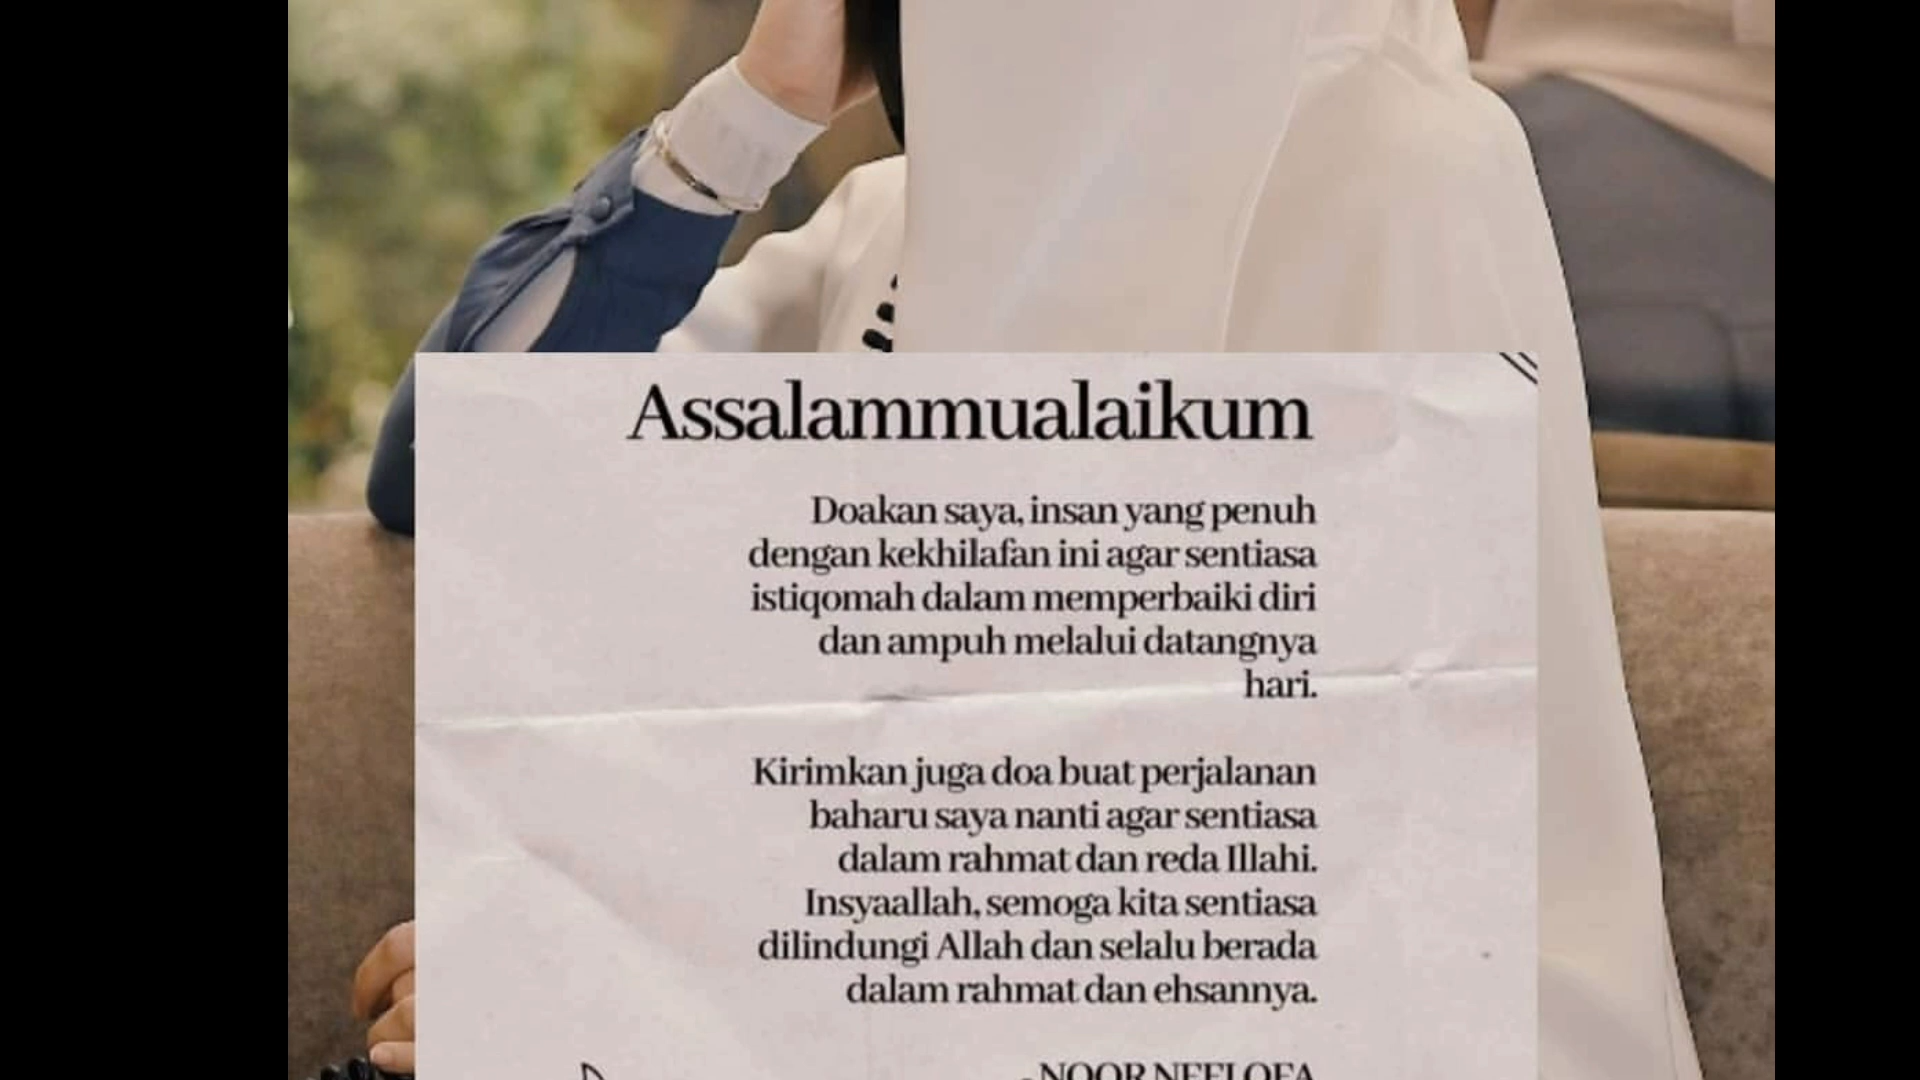 Assalammualaikum
Doakan saya, insan yang penuh
dengan kekhilafan ini agar sentiasa
istiqomah dalam memperbaiki diri
dan ampuh melalui datangnya
hari.
Kirimkan juga doa buat perjalanan
baharu saya nanti agar sentiasa
dalam rahmat dan reda Illahi.
Insyaallah, semoga kita sentiasa
dilindungi Allah dan selalu berada
dalam rahmat dan ehsannya.
-NOOR NEELOFA